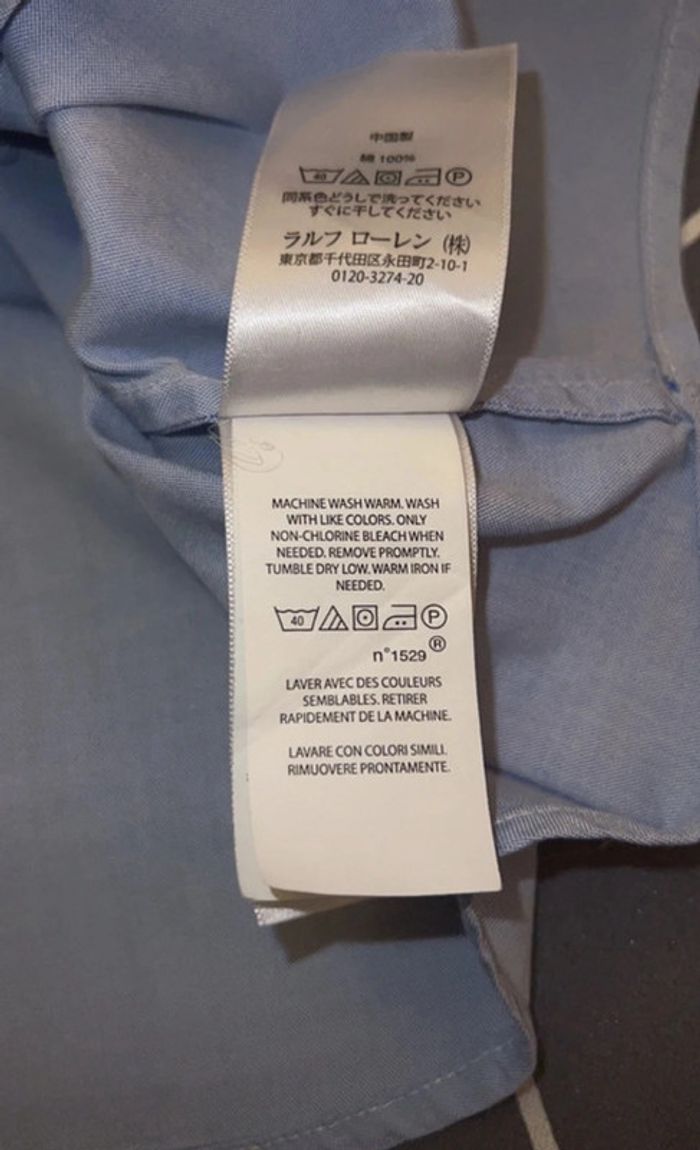 中国製
綿 100%
40 P
同系色どうしで洗ってください
すぐに干してください
ラルフ ローレン (株)
東京都千代田区永田町2-10-1
0120-3274-20
MACHINE WASH WARM. WASH
WITH LIKE COLORS. ONLY
NON-CHLORINE BLEACH WHEN
NEEDED. REMOVE PROMPTLY.
TUMBLE DRY LOW. WARM IRON IF
NEEDED.
40 P
n°1529 ®
LAVER AVEC DES COULEURS
SEMBLABLES. RETIRER
RAPIDEMENT DE LA MACHINE.
LAVARE CON COLORI SIMILI.
RIMUOVERE PRONTAMENTE.